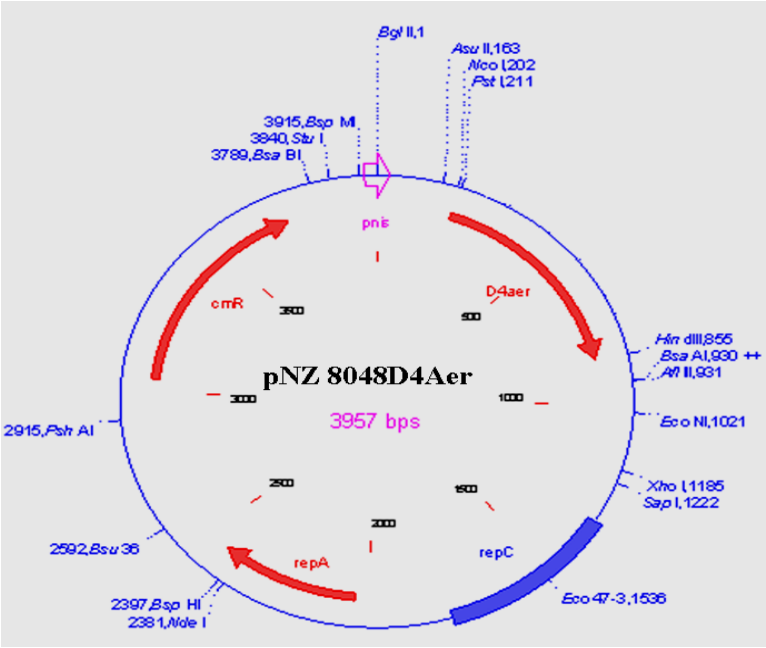 Bgl II,1
Asu II,163
Nco I,202
Pst I,211
3915,Bsp MI
3840,Stu I
3789,Bsa BI
pnis
cmR
3500
D4aer
500
Hin dIII,855
Bsa AI,930 ++
Afl II,931
pNZ 8048D4Aer
3000
1000
3957 bps
Eco NI,1021
2915,Psh AI
2500
1500
Xho I,1185
Sap I,1222
2000
2592,Bsu 36
repA
repC
2397,Bsp HI
2381,Nde I
Eco 47-3,1536